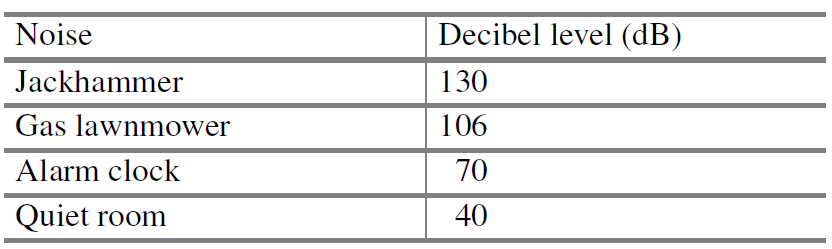 Noise Decibel level (dB)
Jackhammer 130
Gas lawnmower 106
Alarm clock 70
Quiet room 40